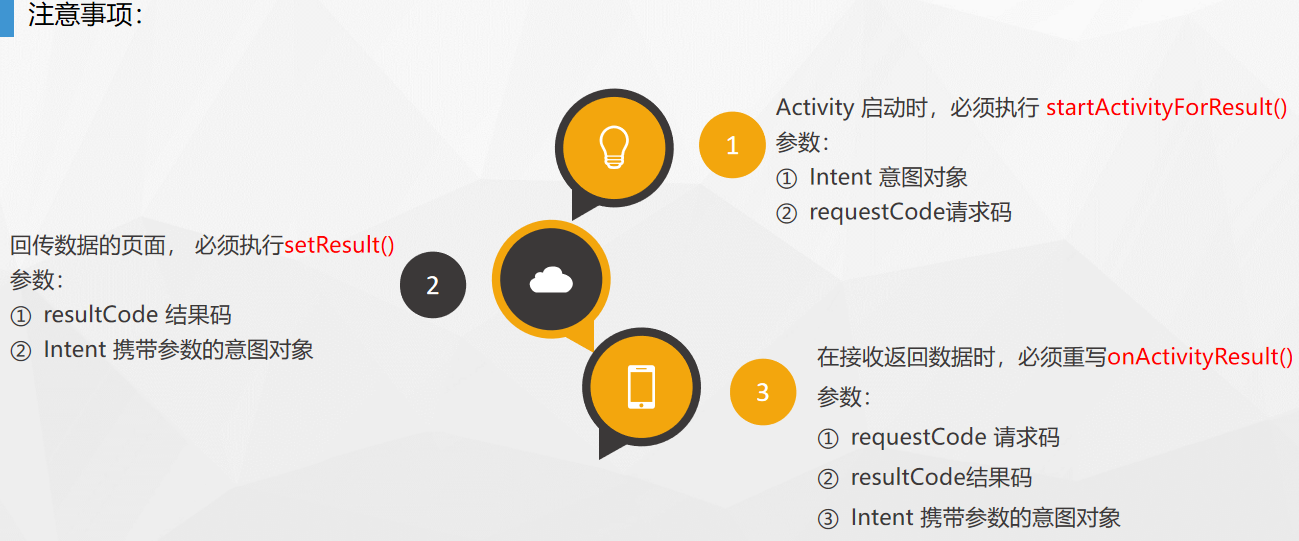 注意事项：
1
Activity 启动时，必须执行 startActivityForResult()
参数：
① Intent 意图对象
② requestCode请求码
2
回传数据的页面， 必须执行setResult()
参数：
① resultCode 结果码
② Intent 携带参数的意图对象
3
在接收返回数据时，必须重写onActivityResult()
参数：
① requestCode 请求码
② resultCode结果码
③ Intent 携带参数的意图对象